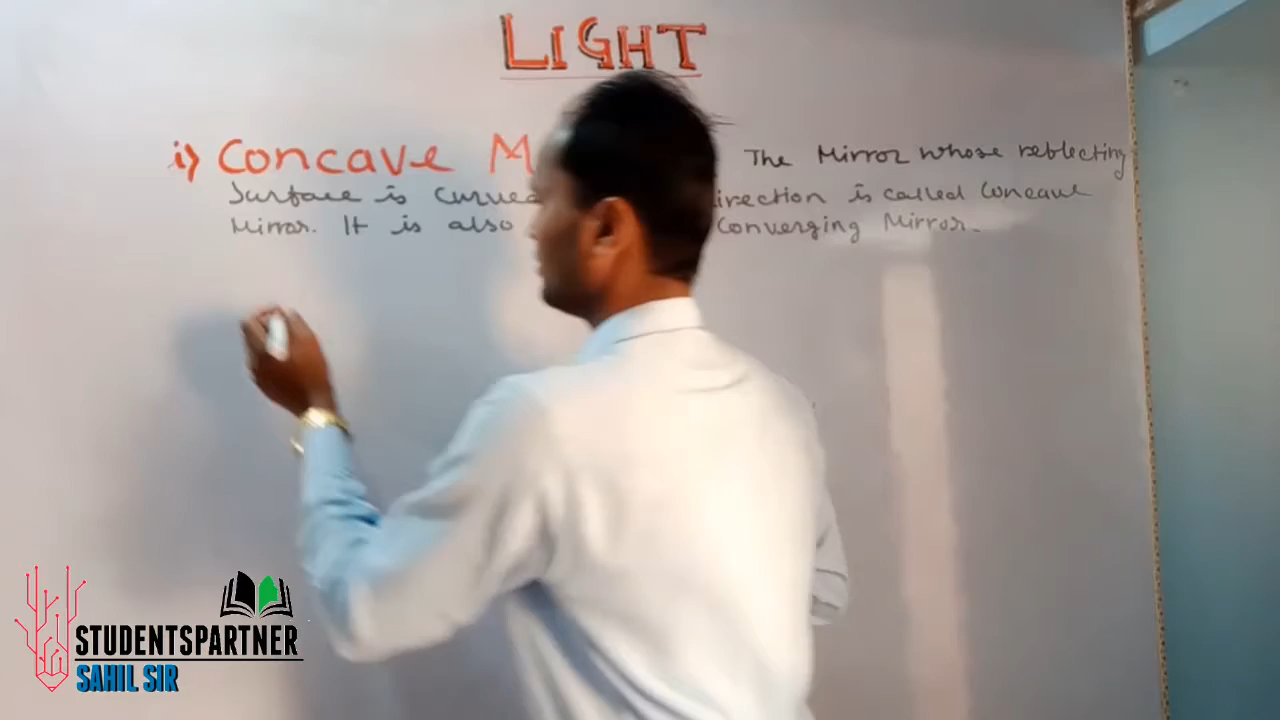 LIGHT
i) Concave M The Mirror whose reflecting
Surface is curved irection is called Concave
Mirror. It is also Converging Mirror.
STUDENTSPARTNER
SAHIL SIR